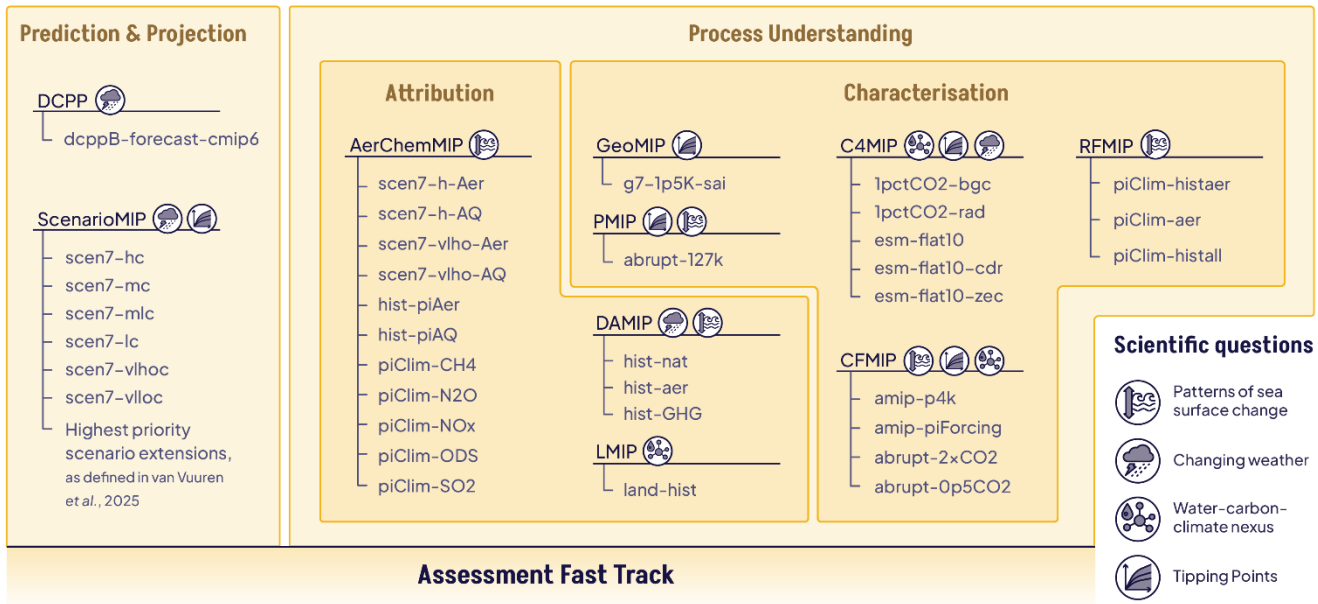 Prediction & Projection
DCPP
dcppB-forecast-cmip6
ScenarioMIP
scen7-hc
scen7-mc
scen7-mlc
scen7-lc
scen7-vlhoc
scen7-vlloc
Highest priority
scenario extensions,
as defined in van Vuuren
et al., 2025
Process Understanding
Attribution
AerChemMIP
scen7-h-Aer
scen7-h-AQ
scen7-vlho-Aer
scen7-vlho-AQ
hist-piAer
hist-piAQ
piClim-CH4
piClim-N2O
piClim-NOx
piClim-ODS
piClim-SO2
DAMIP
hist-nat
hist-aer
hist-GHG
LMIP
land-hist
Characterisation
GeoMIP
g7-1p5K-sai
PMIP
abrupt-127k
C4MIP
1pctCO2-bgc
1pctCO2-rad
esm-flat10
esm-flat10-cdr
esm-flat10-zec
CFMIP
amip-p4k
amip-piForcing
abrupt-2xCO2
abrupt-0p5CO2
RFMIP
piClim-histaer
piClim-aer
piClim-histall
Scientific questions
Patterns of sea
surface change
Changing weather
Water-carbon-
climate nexus
Tipping Points
Assessment Fast Track